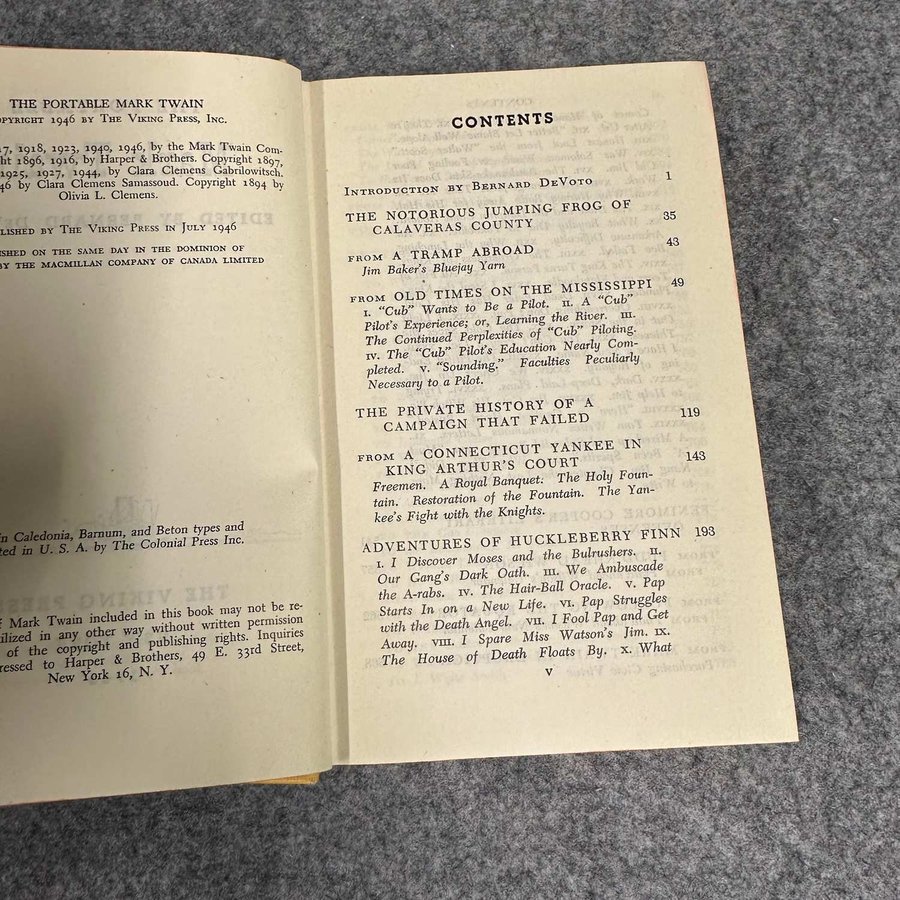 THE PORTABLE MARK TWAIN
OPYRIGHT 1946 BY THE VIKING PRESS, INC.
7, 1918, 1923, 1940, 1946, by the Mark Twain Com-
ht 1896, 1916, by Harper & Brothers. Copyright 1897,
1925, 1927, 1944, by Clara Clemens Gabrilowitsch.
46 by Clara Clemens Samassoud. Copyright 1894 by
Olivia L. Clemens.
LISHED BY THE VIKING PRESS IN JULY 1946
ISHED ON THE SAME DAY IN THE DOMINION OF
BY THE MACMILLAN COMPANY OF CANADA LIMITED
in Caledonia, Barnum, and Beton types and
ted in U. S. A. by The Colonial Press Inc.
f Mark Twain included in this book may not be re-
ilized in any other way without written permission
of the copyright and publishing rights. Inquiries
ressed to Harper & Brothers, 49 E. 33rd Street,
New York 16, N. Y.
CONTENTS
INTRODUCTION BY BERNARD DEVOTO 1
THE NOTORIOUS JUMPING FROG OF
CALAVERAS COUNTY 35
FROM A TRAMP ABROAD 43
Jim Baker's Bluejay Yarn
FROM OLD TIMES ON THE MISSISSIPPI 49
I. "Cub" Wants to Be a Pilot. II. A "Cub"
Pilot's Experience; or, Learning the River. III.
The Continued Perplexities of "Cub" Piloting.
IV. The "Cub" Pilot's Education Nearly Com-
pleted. V. "Sounding." Faculties Peculiarly
Necessary to a Pilot.
THE PRIVATE HISTORY OF A
CAMPAIGN THAT FAILED 119
FROM A CONNECTICUT YANKEE IN
KING ARTHUR'S COURT 143
Freemen. A Royal Banquet. The Holy Foun-
tain. Restoration of the Fountain. The Yan-
kee's Fight with the Knights.
ADVENTURES OF HUCKLEBERRY FINN 193
I. I Discover Moses and the Bulrushers. II.
Our Gang's Dark Oath. III. We Ambuscade
the A-rabs. IV. The Hair-Ball Oracle. V. Pap
Starts In on a New Life. VI. Pap Struggles
with the Death Angel. VII. I Fool Pap and Get
Away. VIII. I Spare Miss Watson's Jim. IX.
The House of Death Floats By. X. What
v